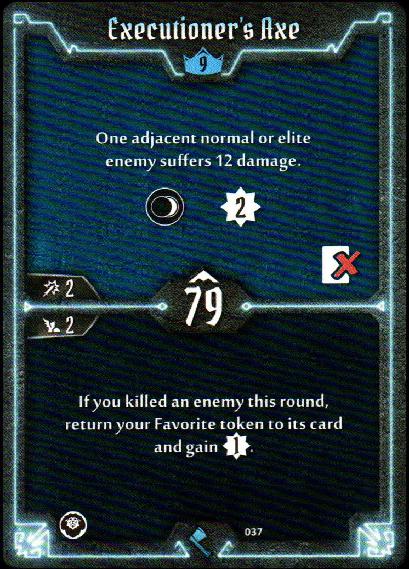 Executioner's Axe
9
One adjacent normal or elite
enemy suffers 12 damage.
2
2
79
2
If you killed an enemy this round,
return your Favorite token to its card
and gain 1.
037